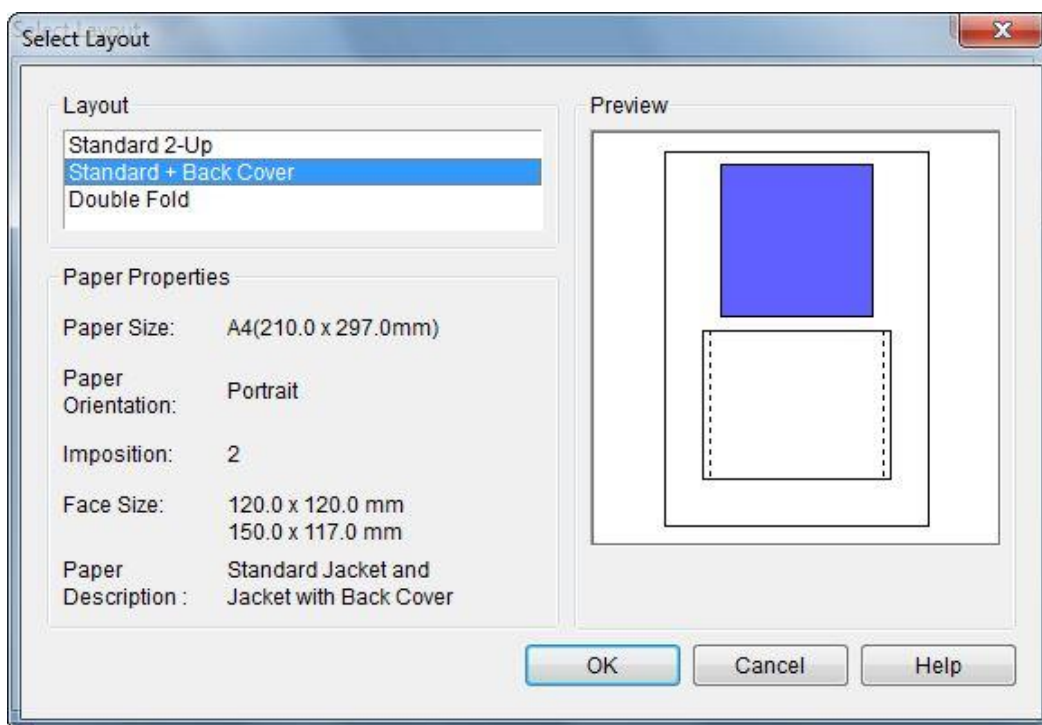 Select Layout
Layout
Standard 2-Up
Standard + Back Cover
Double Fold
Paper Properties
Paper Size: A4(210.0 x 297.0mm)
Paper
Orientation: Portrait
Imposition: 2
Face Size: 120.0 x 120.0 mm
150.0 x 117.0 mm
Paper Standard Jacket and
Description : Jacket with Back Cover
Preview
OK Cancel Help